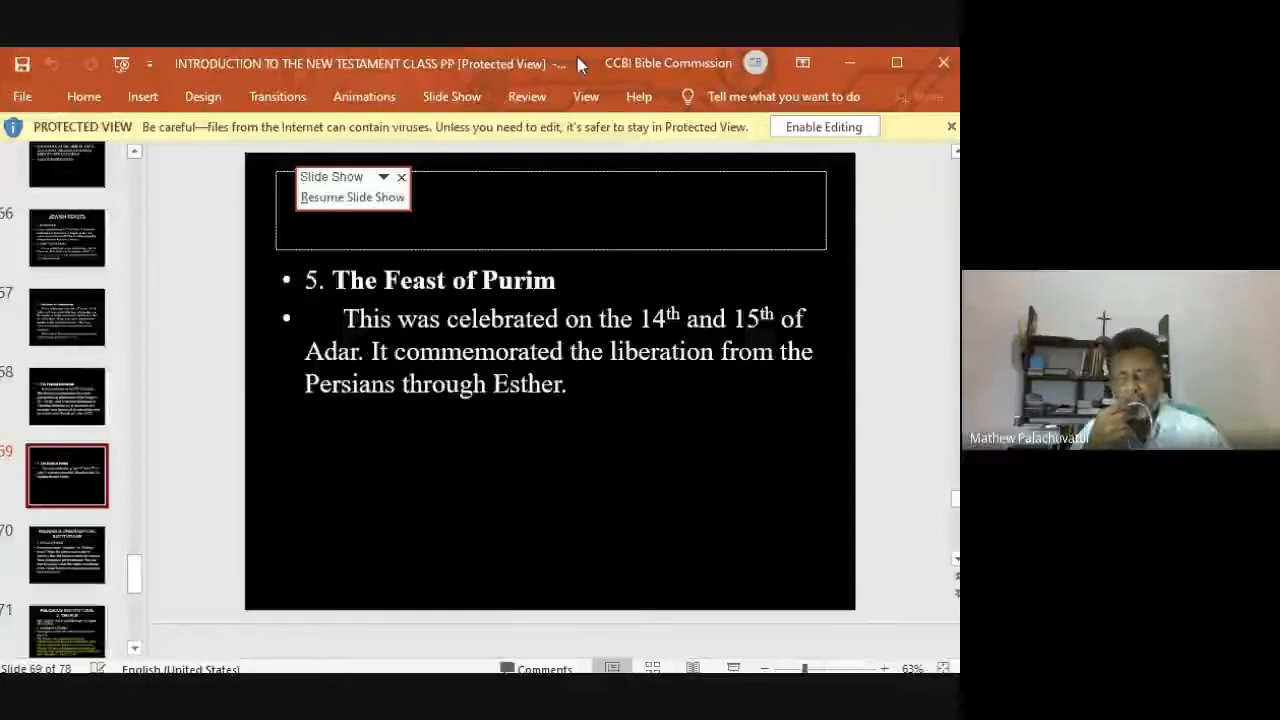 INTRODUCTION TO THE NEW TESTAMENT CLASS PP [Protected View] -... CCBI Bible Commission CB
File Home Insert Design Transitions Animations Slide Show Review View Help Tell me what you want to do
PROTECTED VIEW Be careful—files from the Internet can contain viruses. Unless you need to edit, it's safer to stay in Protected View. Enable Editing
Slide Show
Resume Slide Show
• 5. The Feast of Purim
• This was celebrated on the 14th and 15th of
Adar. It commemorated the liberation from the
Persians through Esther.
66
67
68
69
70
71
Mathew Palachuvattil
Slide 69 of 78 English (United States) Comments 63%